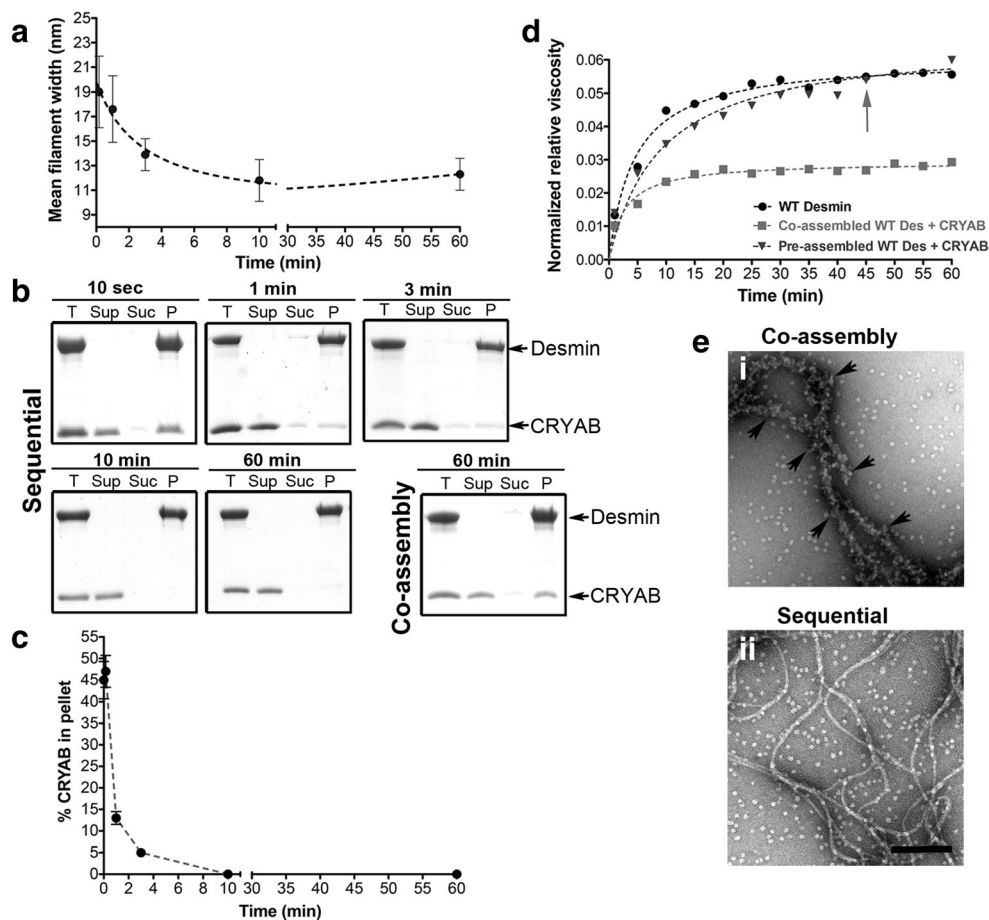 a
Mean filament width (nm)
25
23
21
19
17
15
13
11
9
0 2 4 6 8 10 30 35 40 45 50 55 60
Time (min)
b
Sequential
10 sec
T Sup Suc P
1 min
T Sup Suc P
3 min
T Sup Suc P
Desmin
CRYAB
10 min
T Sup Suc P
60 min
T Sup Suc P
Co-assembly
60 min
T Sup Suc P
Desmin
CRYAB
c
% CRYAB in pellet
55
50
45
40
35
30
25
20
15
10
5
0
0 2 4 6 8 10 30 35 40 45 50 55 60
Time (min)
d
Normalized relative viscosity
0.06
0.05
0.04
0.03
0.02
0.01
0.00
0 5 10 15 20 25 30 35 40 45 50 55 60
Time (min)
WT Desmin
Co-assembled WT Des + CRYAB
Pre-assembled WT Des + CRYAB
e
Co-assembly
i
Sequential
ii